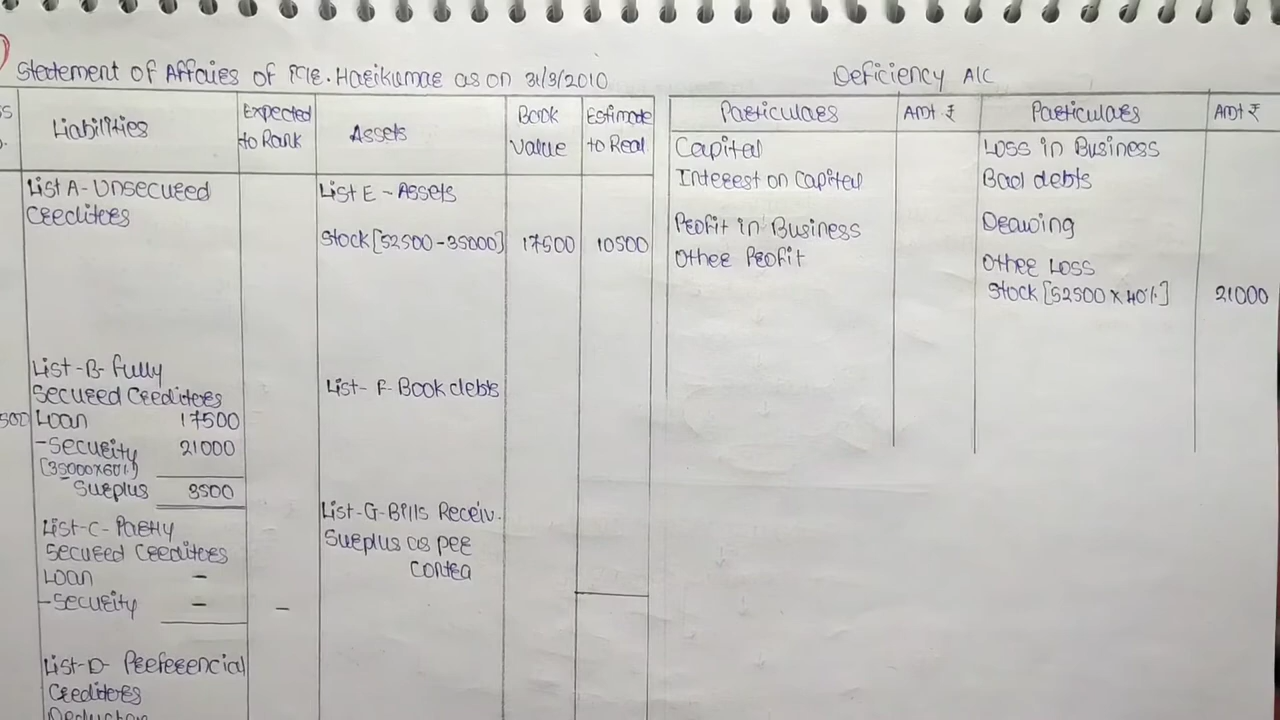 Statement of Affairs of Mr. Harikumar as on 31/3/2010
Liabilities
Expected
to Rank
Assets
Book
Value
Estimate
to Real
List A - Unsecured
Creditors
List E - Assets
Stock [52500 - 35000] 17500 10500
List - B - Fully
Secured Creditors
Loan 17500
- Security 21000
[35000 x 60%]
Surplus 3500
List - F - Book debts
List - C - Partly
Secured Creditors
Loan -
- Security - -
List - G - Bills Receiv.
Surplus as per
contra
List - D - Preferencial
Creditors
Deficiency A/C
Particulars Amt ₹ Particulars Amt ₹
Capital Loss in Business
Interest on Capital Bad debts
Profit in Business Drawing
Other Profit Other Loss
Stock [52500 x 40%] 21000